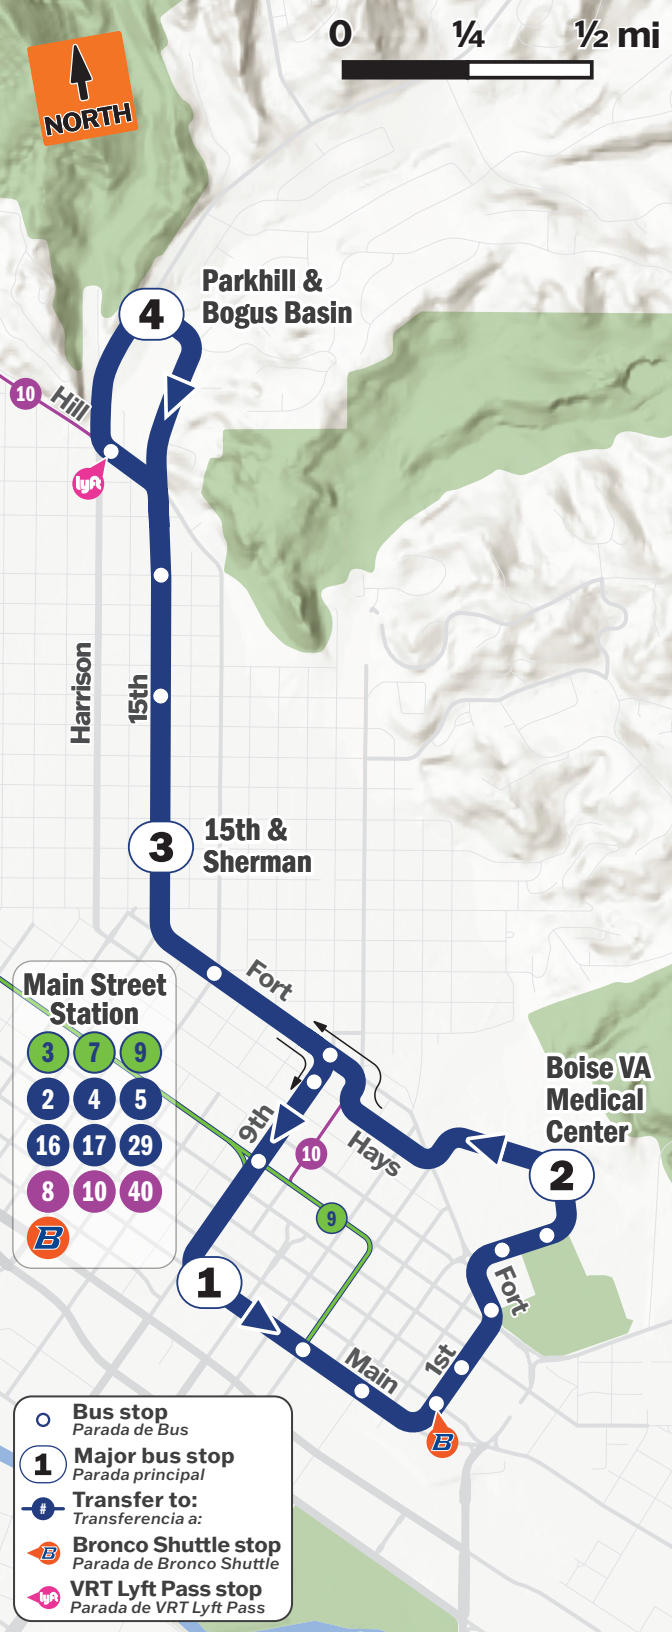 0 ¼ ½ mi
NORTH
Parkhill &
Bogus Basin
4
10
Hill
lyft
Harrison
15th
3
15th &
Sherman
Fort
Main Street
Station
3 7 9
2 4 5
16 17 29
8 10 40
B
9th
10
Hays
Boise VA
Medical
Center
2
9
1
Fort
1st
Main
B
Bus stop
Parada de Bus
1
Major bus stop
Parada principal
#
Transfer to:
Transferencia a:
B
Bronco Shuttle stop
Parada de Bronco Shuttle
lyft
VRT Lyft Pass stop
Parada de VRT Lyft Pass